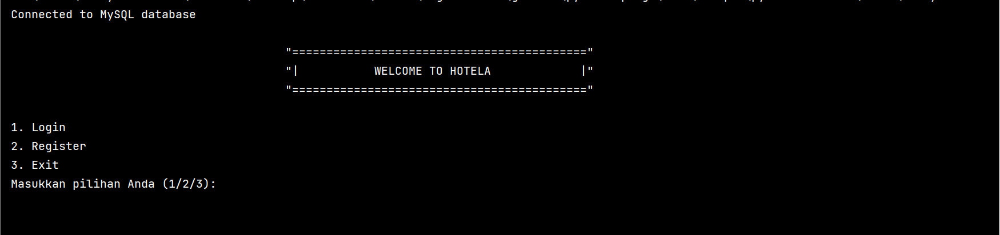 Connected to MySQL database
"==========================================="
"| WELCOME TO HOTELA |"
"==========================================="
1. Login
2. Register
3. Exit
Masukkan pilihan Anda (1/2/3):